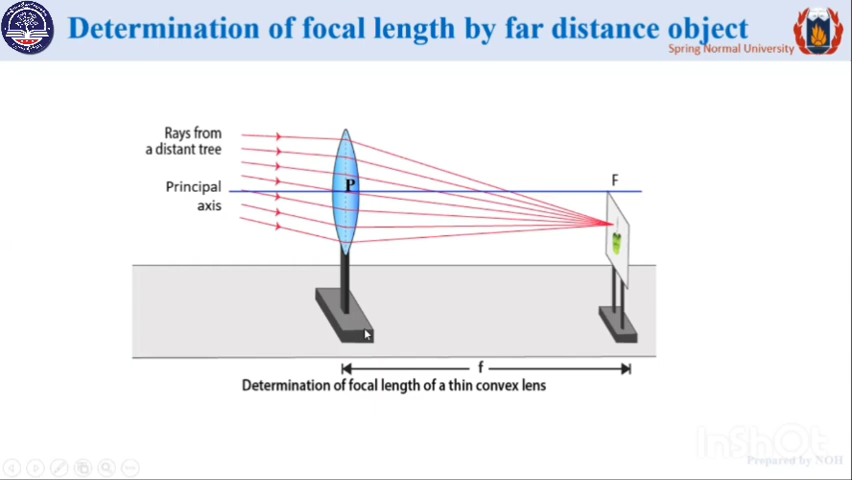 Determination of focal length by far distance object
Spring Normal University
Rays from
a distant tree
Principal
axis
P
F
f
Determination of focal length of a thin convex lens
InShOt
Prepared by NOH